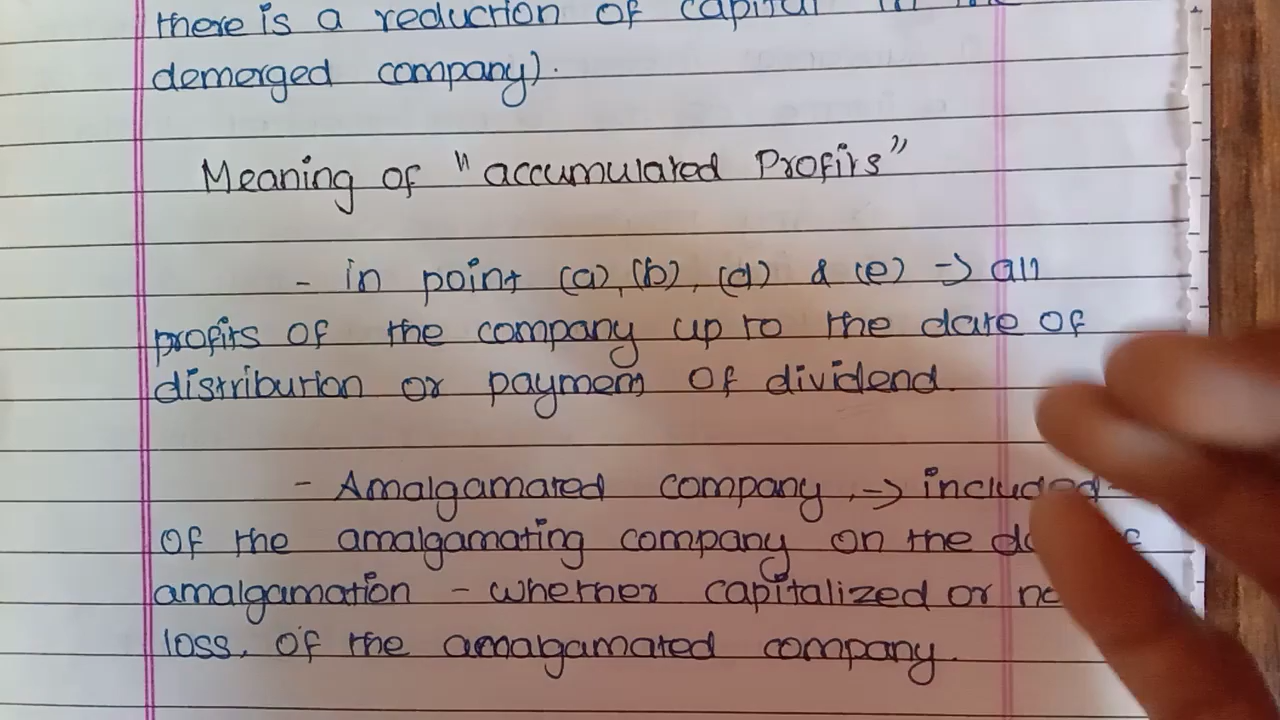 there is a reduction of capital in the
demerged company).
Meaning of "accumulated Profits"
- in point (a), (b), (d) & (e) -> all
profits of the company up to the date of
distribution or payment of dividend.
- Amalgamated company, -> included
of the amalgamating company on the
amalgamation - whether capitalized or
loss, of the amalgamated company.